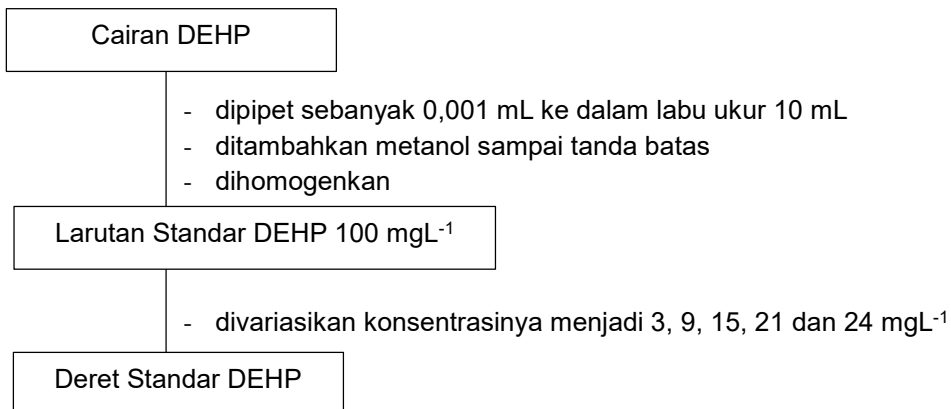 Cairan DEHP
- dipipet sebanyak 0,001 mL ke dalam labu ukur 10 mL
- ditambahkan metanol sampai tanda batas
- dihomogenkan
Larutan Standar DEHP 100 mgL⁻¹
- divariasikan konsentrasinya menjadi 3, 9, 15, 21 dan 24 mgL⁻¹
Deret Standar DEHP